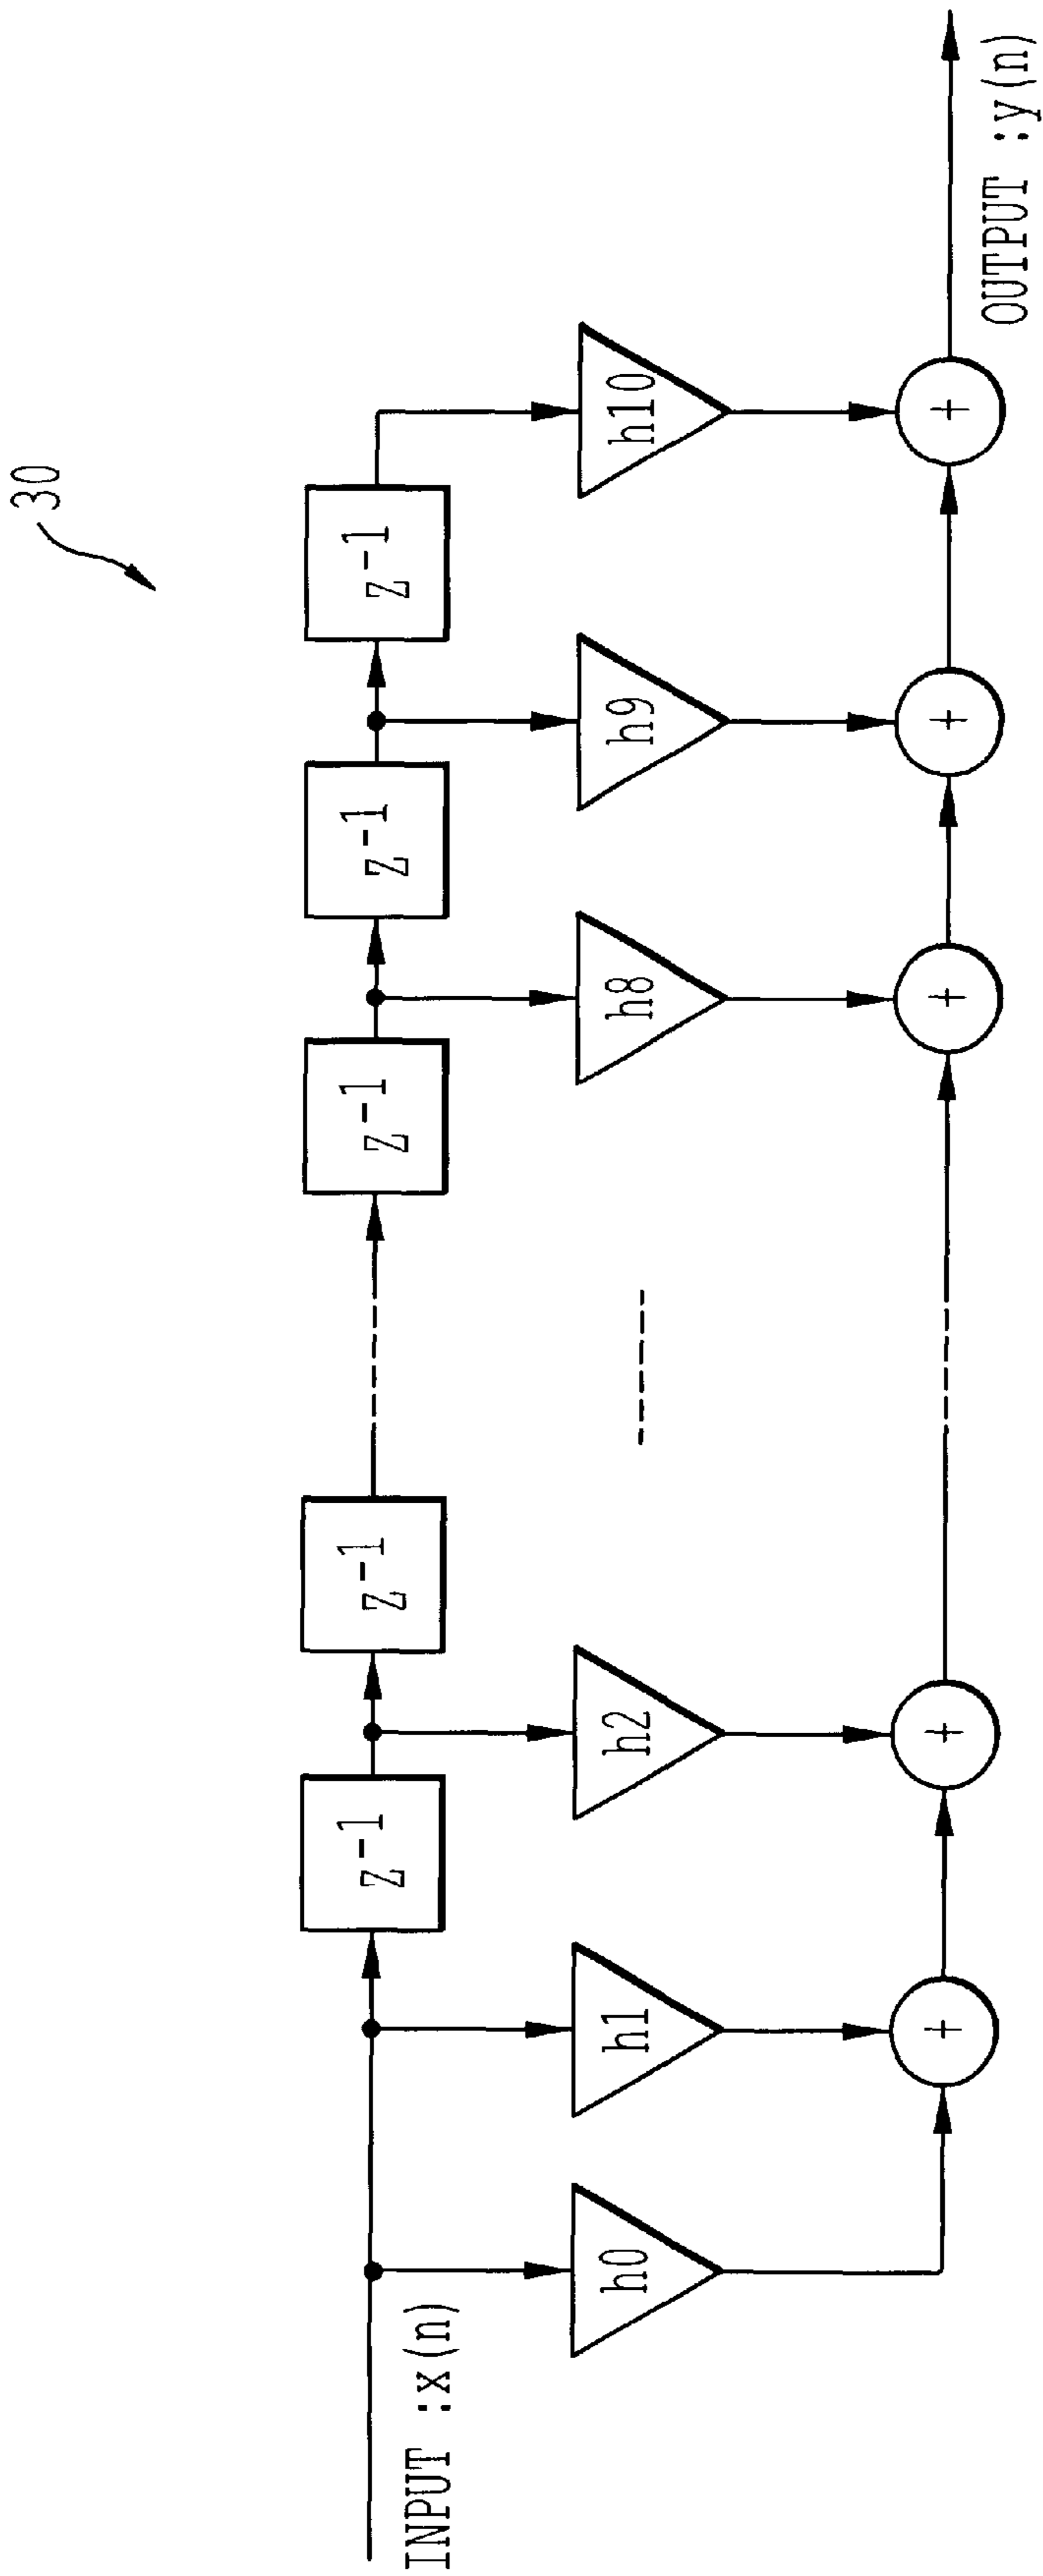 30
z⁻¹
z⁻¹
z⁻¹
z⁻¹
z⁻¹
INPUT :x(n)
h0
h1
h2
h8
h9
h10
+
+
+
+
+
OUTPUT :y(n)